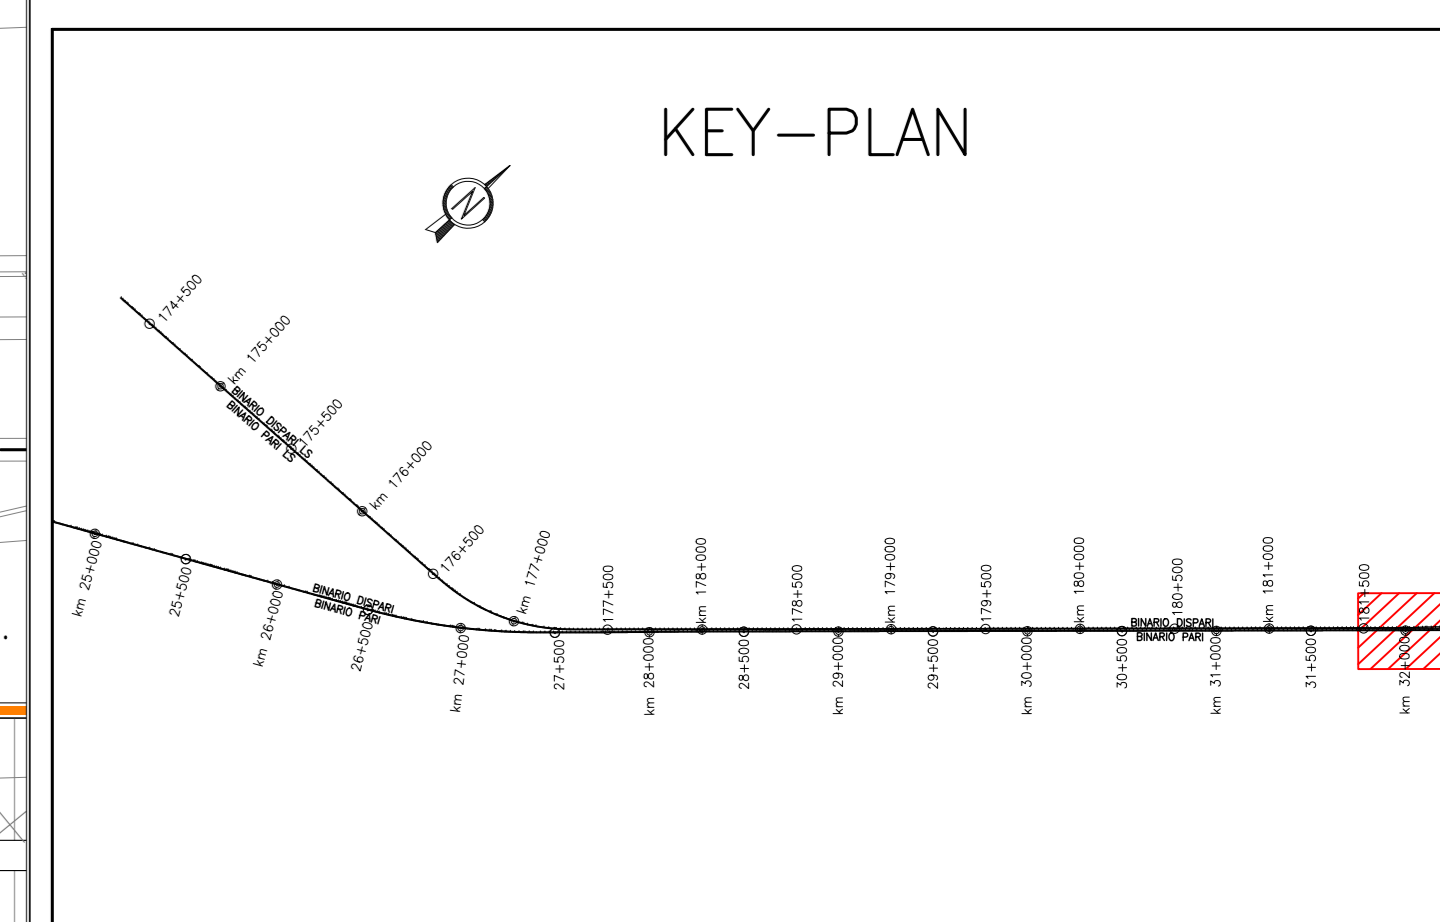 KEY-PLAN
N
174+500
km 175+000
BINARIO DISPARI LS
BINARIO PARI LS
175+500
km 176+000
176+500
km 177+000
177+500
km 178+000
178+500
km 179+000
179+500
km 180+000
180+500
km 181+000
181+500
km 25+000
25+500
km 26+000
BINARIO DISPARI
BINARIO PARI
26+500
km 27+000
27+500
km 28+000
28+500
km 29+000
29+500
km 30+000
30+500
BINARIO DISPARI
BINARIO PARI
km 31+000
31+500
km 32+000